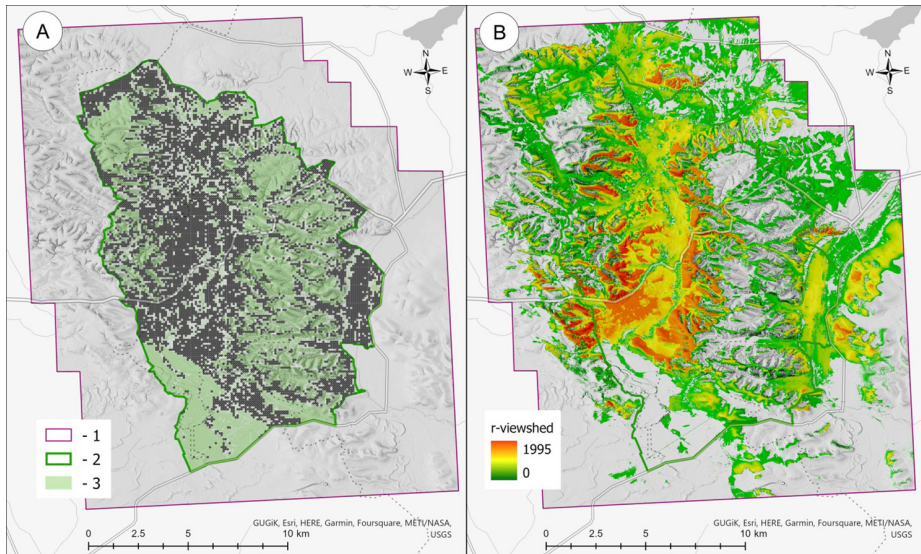 A
N
W E
S
- 1
- 2
- 3
GUGiK, Esri, HERE, Garmin, Foursquare, METI/NASA,
USGS
0 2.5 5 10 km
B
N
W E
S
r-viewshed
1995
0
GUGiK, Esri, HERE, Garmin, Foursquare, METI/NASA,
USGS
0 2.5 5 10 km